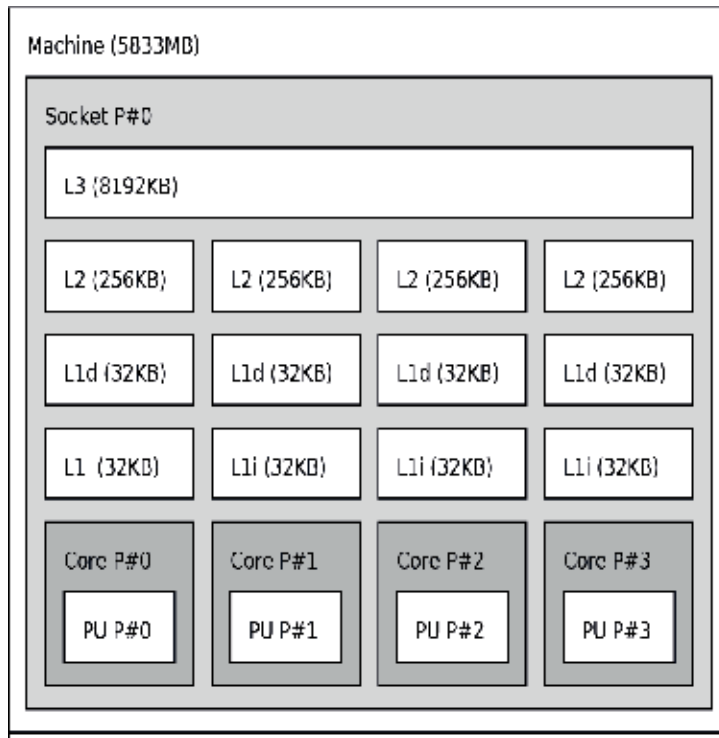 Machine (5833MB)
Socket P#0
L3 (8192KB)
L2 (256KB) L2 (256KB) L2 (256KB) L2 (256KB)
L1d (32KB) L1d (32KB) L1d (32KB) L1d (32KB)
L1 (32KB) L1i (32KB) L1i (32KB) L1i (32KB)
Core P#0 Core P#1 Core P#2 Core P#3
PU P#0 PU P#1 PU P#2 PU P#3